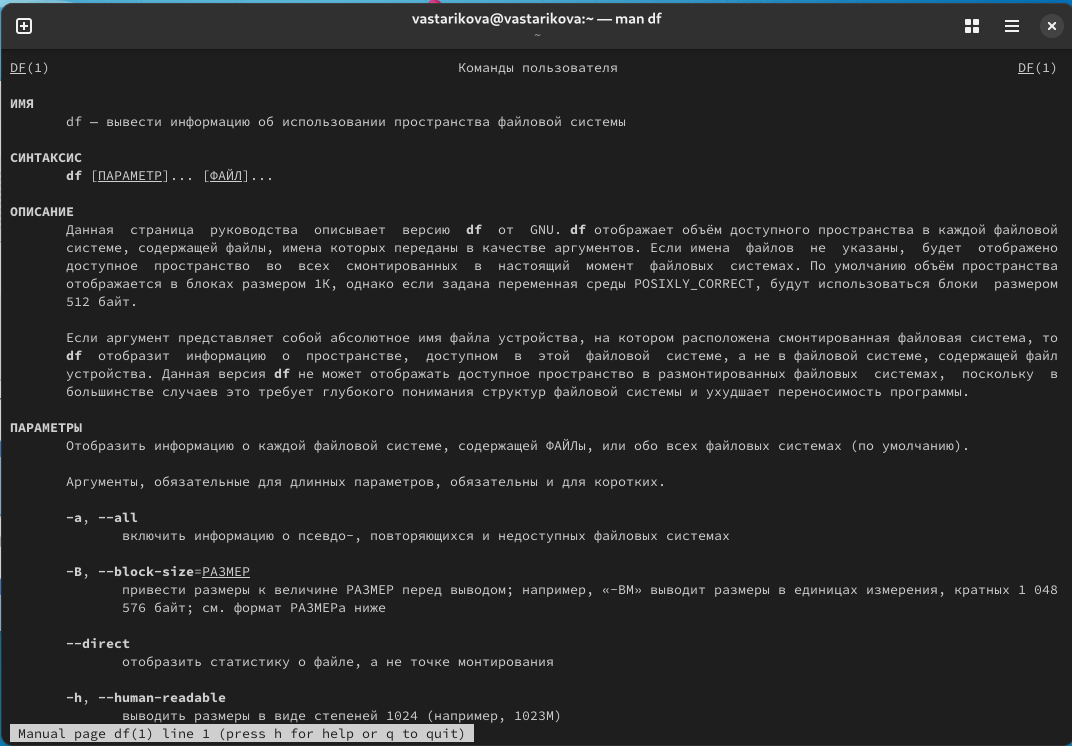 vastarikova@vastarikova:~ — man df
~
DF(1) Команды пользователя DF(1)
ИМЯ
df — вывести информацию об использовании пространства файловой системы
СИНТАКСИС
df [ПАРАМЕТР]... [ФАЙЛ]...
ОПИСАНИЕ
Данная страница руководства описывает версию df от GNU. df отображает объём доступного пространства в каждой файловой
системе, содержащей файлы, имена которых переданы в качестве аргументов. Если имена файлов не указаны, будет отображено
доступное пространство во всех смонтированных в настоящий момент файловых системах. По умолчанию объём пространства
отображается в блоках размером 1K, однако если задана переменная среды POSIXLY_CORRECT, будут использоваться блоки размером
512 байт.
Если аргумент представляет собой абсолютное имя файла устройства, на котором расположена смонтированная файловая система, то
df отобразит информацию о пространстве, доступном в этой файловой системе, а не в файловой системе, содержащей файл
устройства. Данная версия df не может отображать доступное пространство в размонтированных файловых системах, поскольку в
большинстве случаев это требует глубокого понимания структур файловой системы и ухудшает переносимость программы.
ПАРАМЕТРЫ
Отобразить информацию о каждой файловой системе, содержащей ФАЙЛы, или обо всех файловых системах (по умолчанию).
Аргументы, обязательные для длинных параметров, обязательны и для коротких.
-a, --all
включить информацию о псевдо-, повторяющихся и недоступных файловых системах
-B, --block-size=РАЗМЕР
привести размеры к величине РАЗМЕР перед выводом; например, «-BM» выводит размеры в единицах измерения, кратных 1 048
576 байт; см. формат РАЗМЕРа ниже
--direct
отобразить статистику о файле, а не точке монтирования
-h, --human-readable
выводить размеры в виде степеней 1024 (например, 1023M)
Manual page df(1) line 1 (press h for help or q to quit)